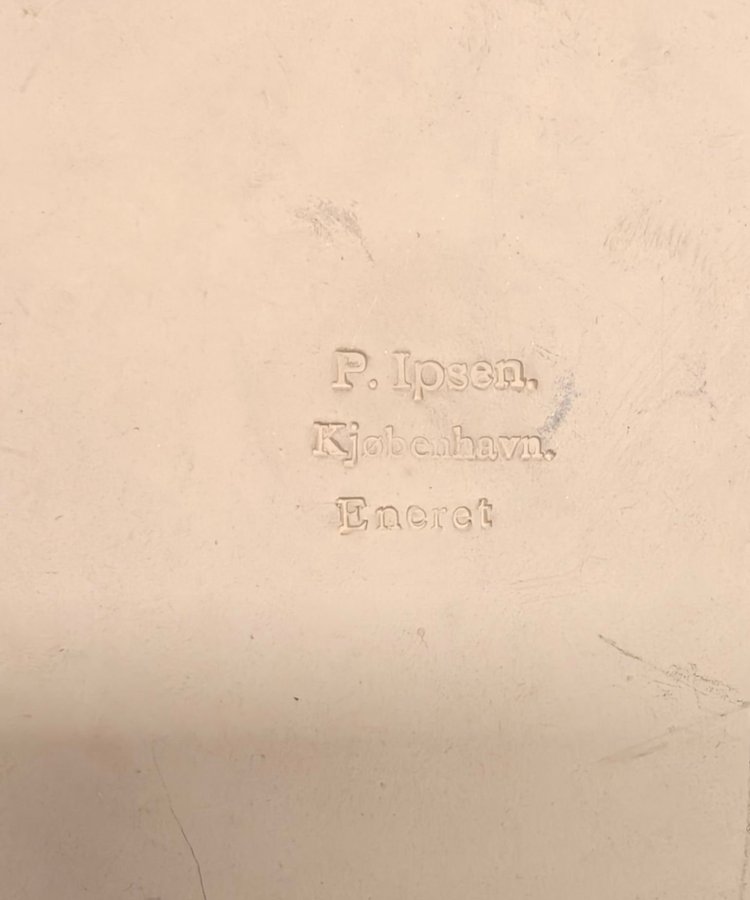 P. Ipsen.
Kjøbenhavn.
Eneret